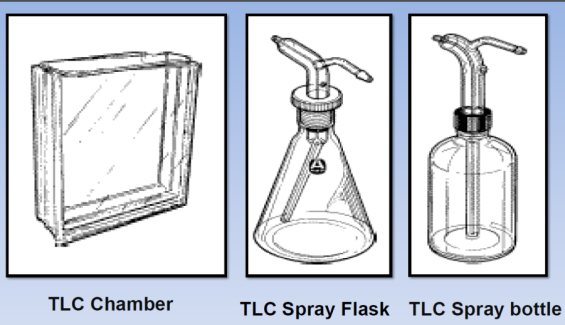 TLC Chamber
TLC Spray Flask
TLC Spray bottle